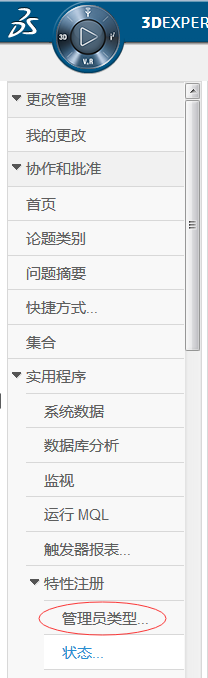 3DEXPER
3D
V,R
更改管理
我的更改
协作和批准
首页
论题类别
问题摘要
快捷方式...
集合
实用程序
系统数据
数据库分析
监视
运行 MQL
触发器报表...
特性注册
管理员类型...
状态...